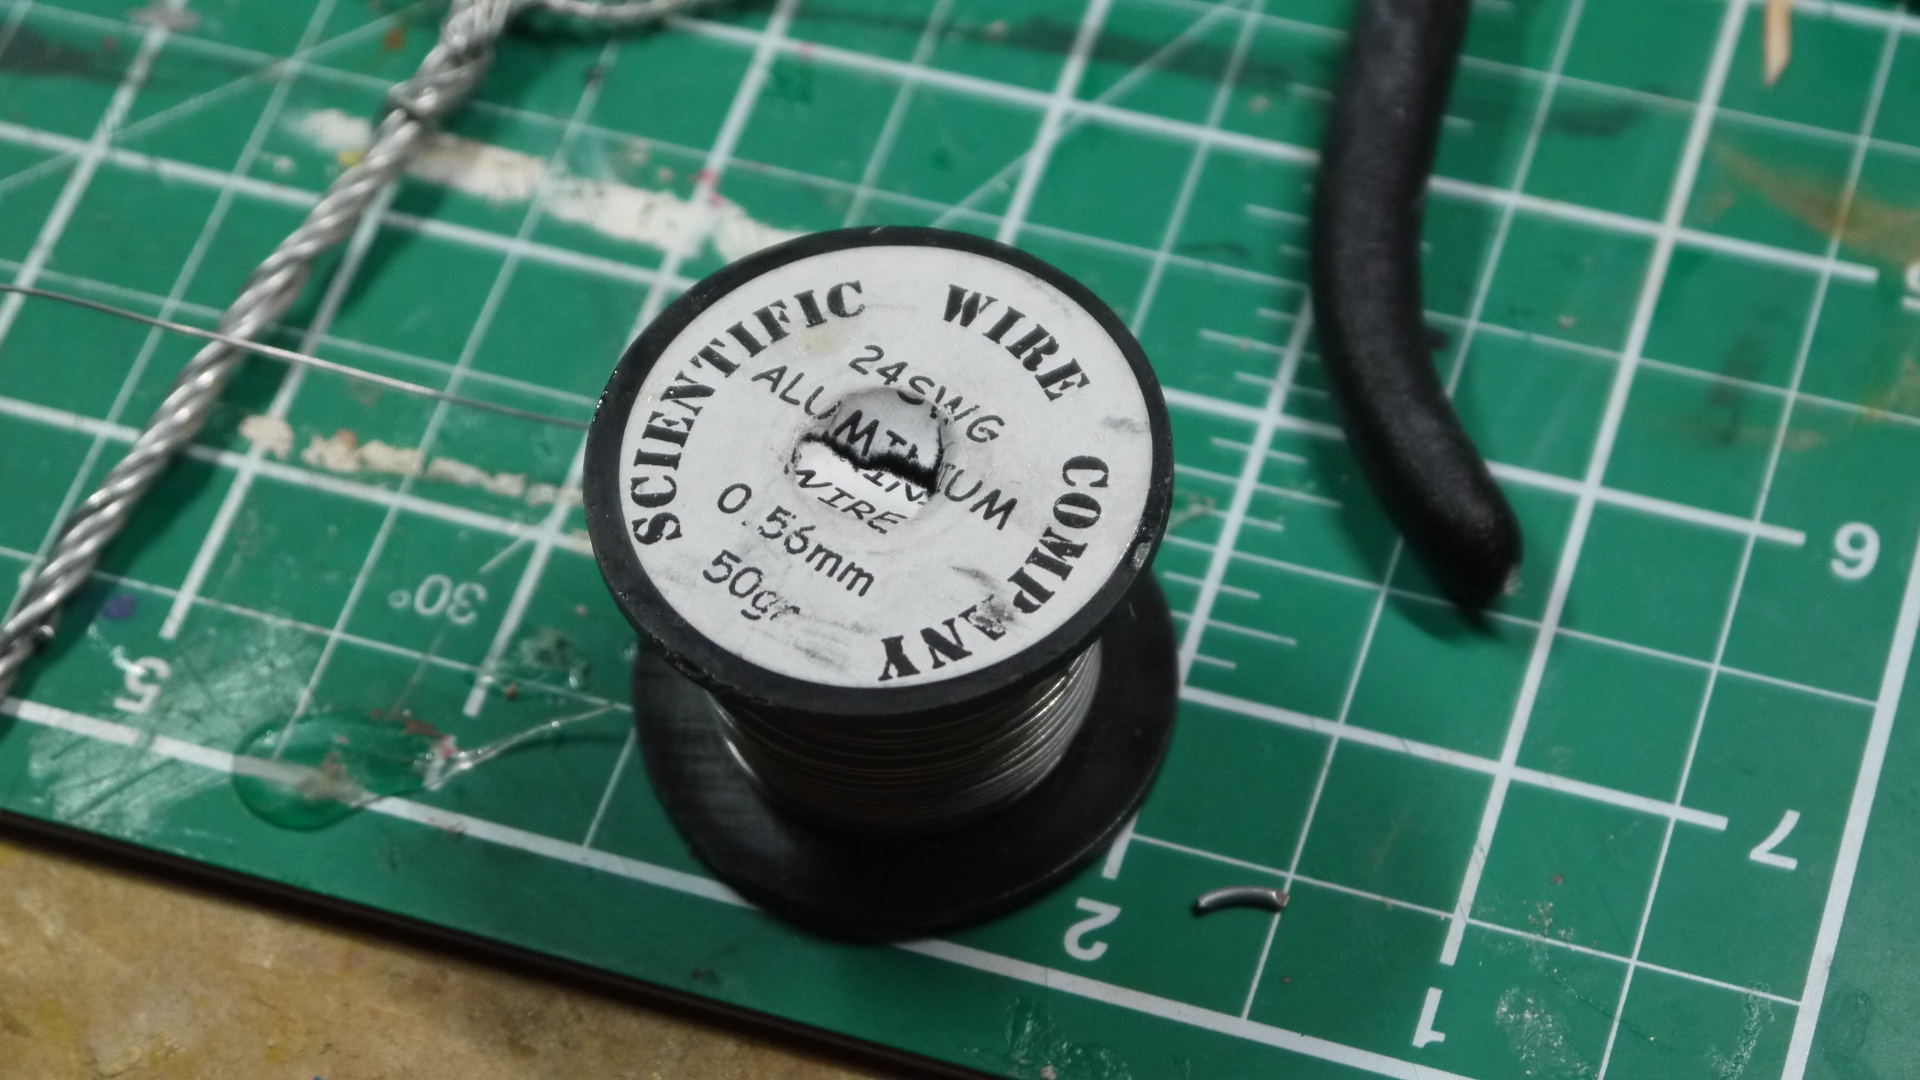 SCIENTIFIC WIRE COMPANY
24SWG
ALUMINIUM
WIRE
0.56mm
50gr
30°
5
2
1
6
7